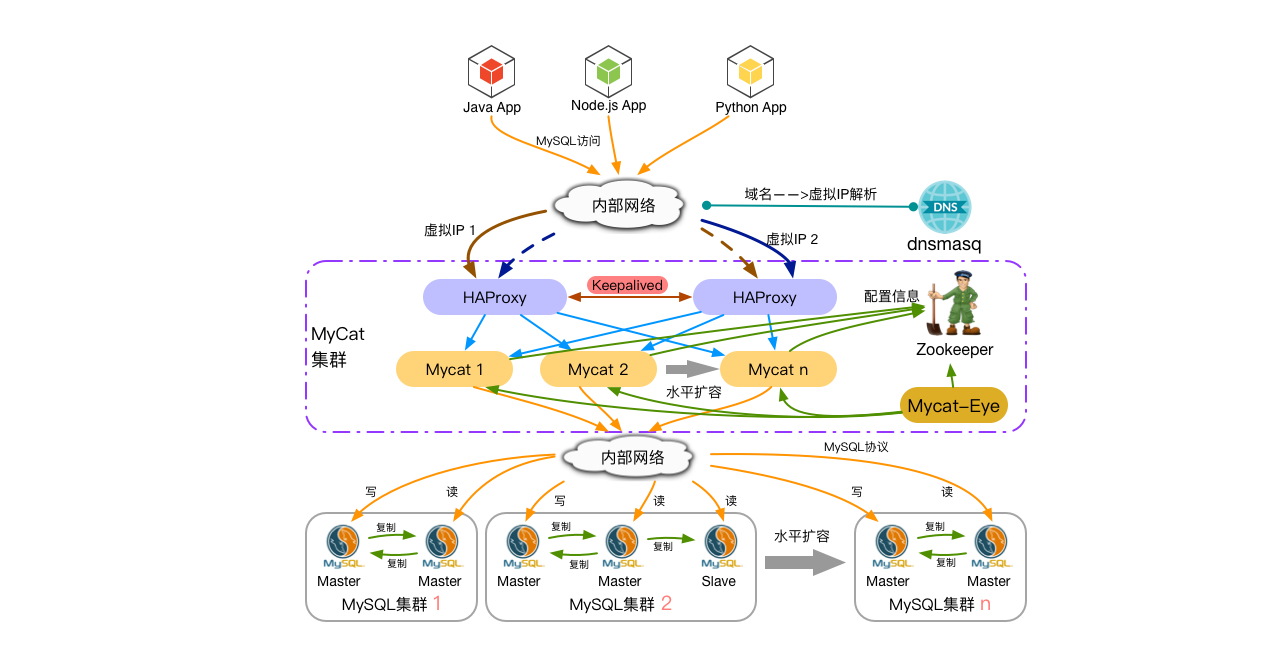 Java App
Node.js App
Python App
MySQL访问
内部网络
域名——>虚拟IP解析
DNS
dnsmasq
虚拟IP 1
虚拟IP 2
HAProxy
Keepalived
HAProxy
配置信息
MyCat
集群
Zookeeper
Mycat 1
Mycat 2
水平扩容
Mycat n
Mycat-Eye
内部网络
MySQL协议
写
读
写
读
读
写
读
复制
复制
MySQL
MySQL
Master
Master
MySQL集群 1
复制
复制
复制
MySQL
MySQL
MySQL
Master
Master
Slave
MySQL集群 2
水平扩容
复制
复制
MySQL
MySQL
Master
Master
MySQL集群 n